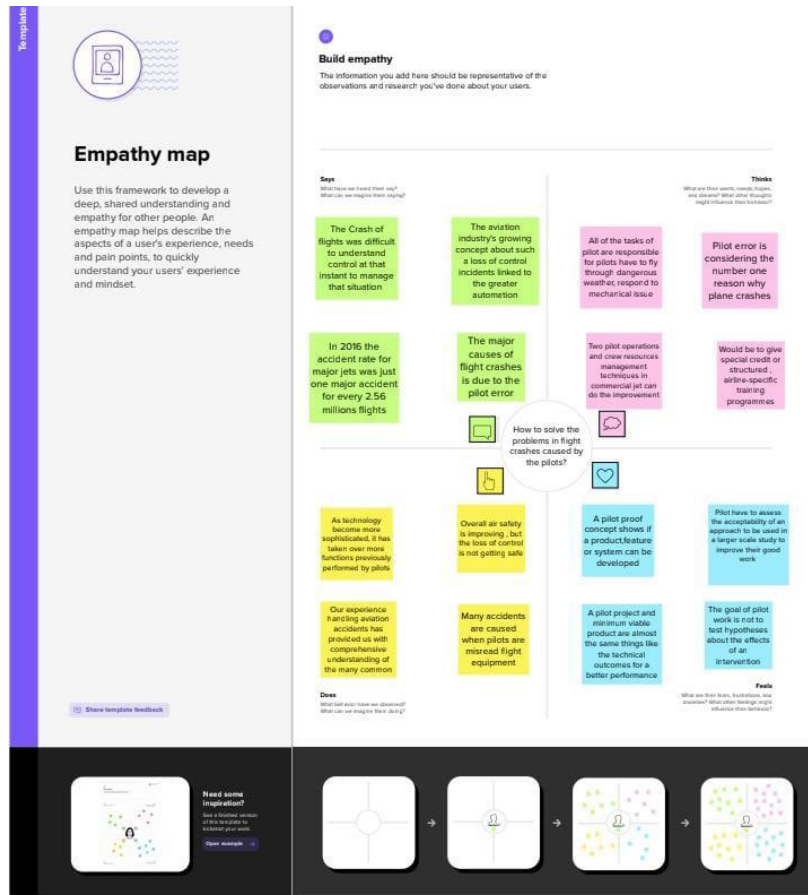 Template
Empathy map
Use this framework to develop a
deep, shared understanding and
empathy for other people. An
empathy map helps describe the
aspects of a user's experience, needs
and pain points, to quickly
understand your users' experience
and mindset.
Share template feedback
Build empathy
The information you add here should be representative of the
observations and research you've done about your users.
Says
What have we heard them say?
What can we imagine them saying?
Thinks
What are their wants, needs, hopes,
and dreams? What other thoughts
might influence their behavior?
The Crash of
flights was difficult
to understand
control at that
instant to manage
that situation
The aviation
industry's growing
concept about such
a loss of control
incidents linked to
the greater
automation
All of the tasks of
pilot are responsible
for pilots have to fly
through dangerous
weather, respond to
mechanical issue
Pilot error is
considering the
number one
reason why
plane crashes
In 2016 the
accident rate for
major jets was just
one major accident
for every 2.56
millions flights
The major
causes of
flight crashes
is due to the
pilot error
Two pilot operations
and crew resources
management
techniques in
commercial jet can
do the improvement
Would be to give
special credit or
structured ,
airline-specific
training
programmes
How to solve the
problems in flight
crashes caused by
the pilots?
As technology
become more
sophisticated, it has
taken over more
functions previously
performed by pilots
Overall air safety
is improving , but
the loss of control
is not getting safe
A pilot proof
concept shows if
a product,feature
or system can be
developed
Pilot have to assess
the acceptability of an
approach to be used in
a larger scale study to
improve their good
work
Our experience
handling aviation
accidents has
provided us with
comprehensive
understanding of
the many common
Many accidents
are caused
when pilots are
misread flight
equipment
A pilot project and
minimum viable
product are almost
the same things like
the technical
outcomes for a
better performance
The goal of pilot
work is not to
test hypotheses
about the effects
of an
intervention
Does
What behavior have we observed?
What can we imagine them doing?
Feels
What are their fears, frustrations, and
anxieties? What other feelings might
influence their behavior?
Need some
inspiration?
See a finished version
of this template to
kickstart your work.
Open example